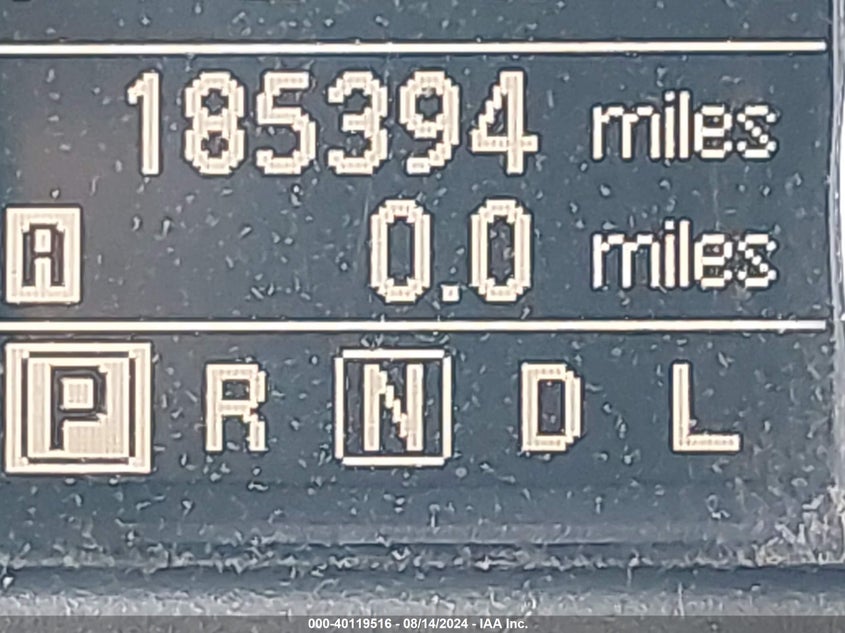 185394 miles
A 0.0 miles
P R N D L
000-40119516 - 08/14/2024 - IAA Inc.